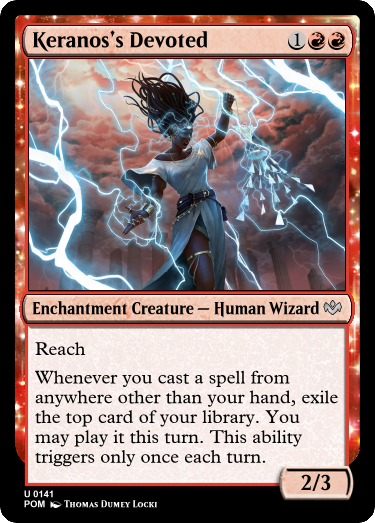 Keranos's Devoted 1
Enchantment Creature — Human Wizard
Reach
Whenever you cast a spell from
anywhere other than your hand, exile
the top card of your library. You
may play it this turn. This ability
triggers only once each turn.
2/3
U 0141
POM Thomas Dumey Locki